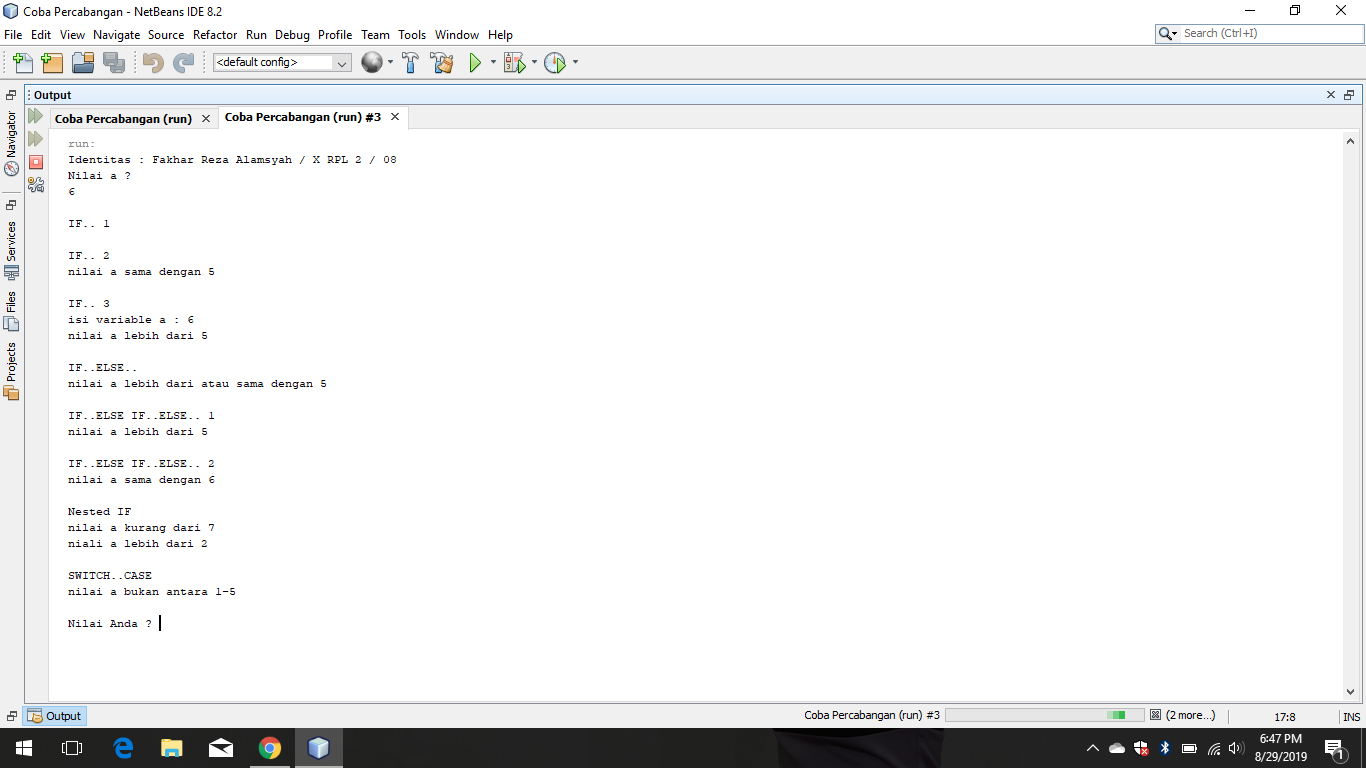 Coba Percabangan - NetBeans IDE 8.2
File Edit View Navigate Source Refactor Run Debug Profile Team Tools Window Help
Search (Ctrl+I)
<default config>
Output
Coba Percabangan (run) Coba Percabangan (run) #3
Navigator
Services
Files
Projects
run:
Identitas : Fakhar Reza Alamsyah / X RPL 2 / 08
Nilai a ?
6
IF.. 1
IF.. 2
nilai a sama dengan 5
IF.. 3
isi variable a : 6
nilai a lebih dari 5
IF..ELSE..
nilai a lebih dari atau sama dengan 5
IF..ELSE IF..ELSE.. 1
nilai a lebih dari 5
IF..ELSE IF..ELSE.. 2
nilai a sama dengan 6
Nested IF
nilai a kurang dari 7
niali a lebih dari 2
SWITCH..CASE
nilai a bukan antara 1-5
Nilai Anda ?
Output
Coba Percabangan (run) #3 (2 more...) 17:8 INS
6:47 PM
8/29/2019
1